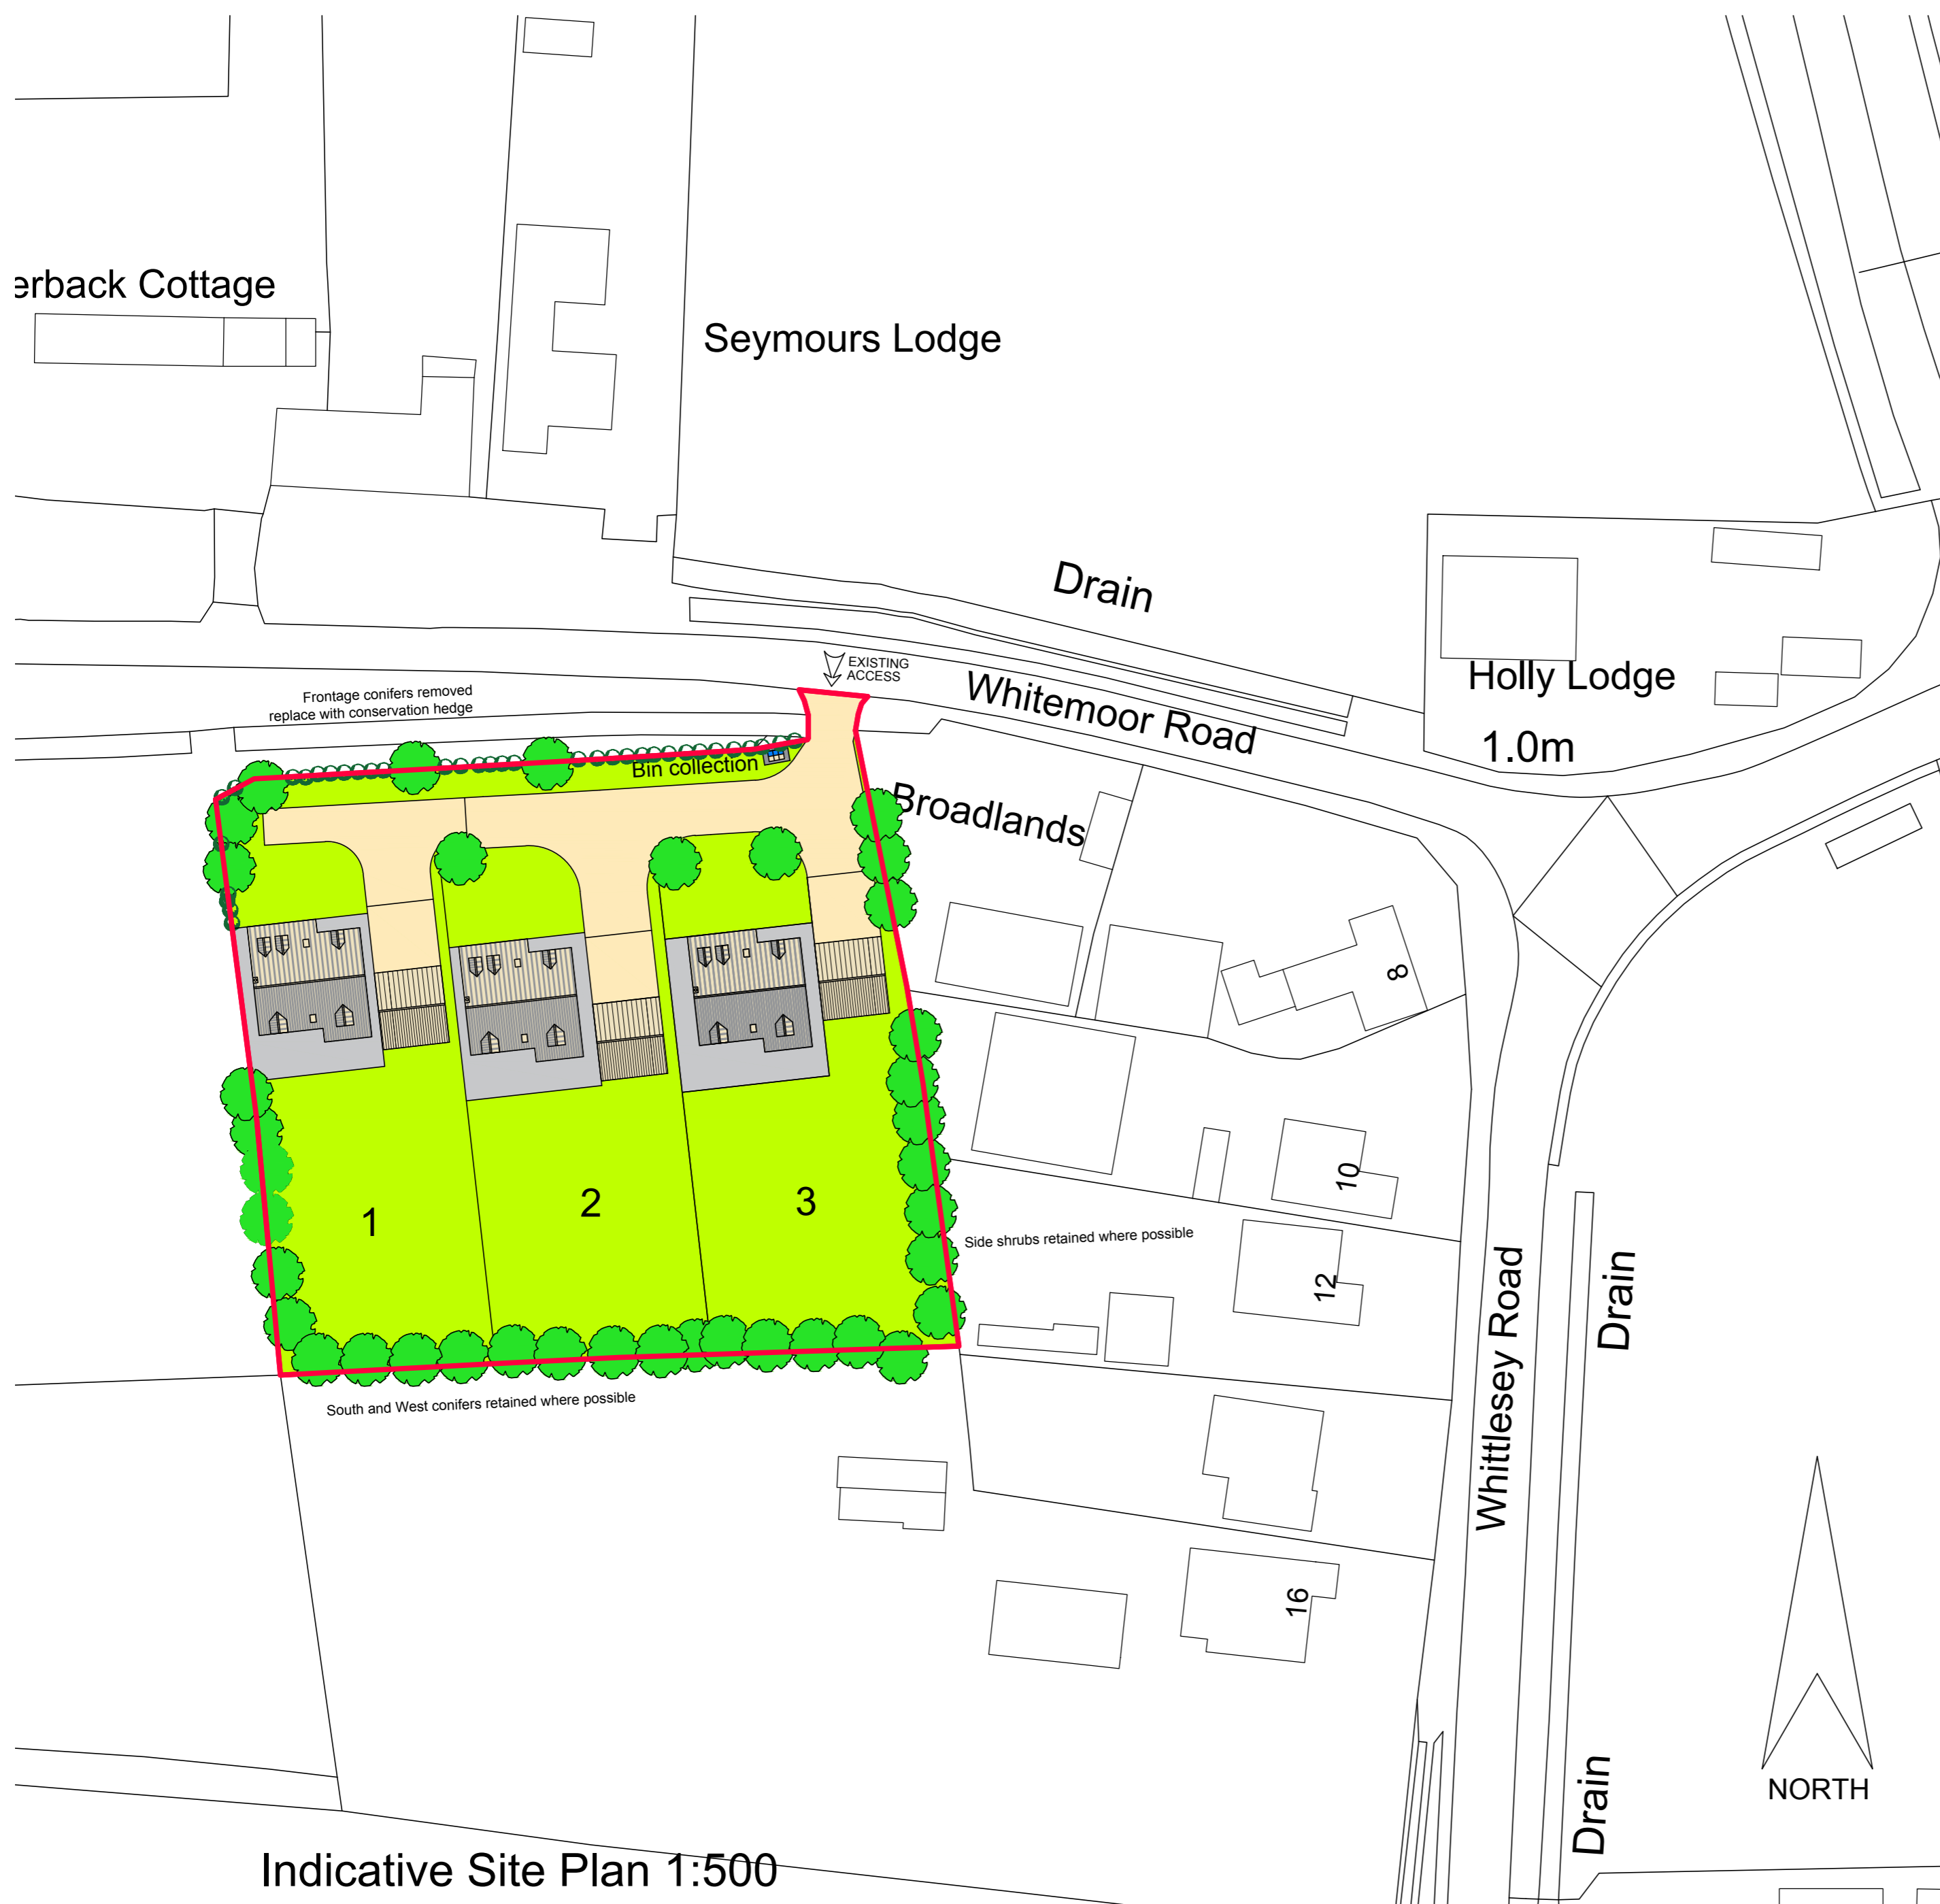 erback Cottage
Seymours Lodge
Drain
Holly Lodge
1.0m
EXISTING
ACCESS
Whitemoor Road
Frontage conifers removed
replace with conservation hedge
Bin collection
Broadlands
8
10
1
2
3
Side shrubs retained where possible
12
Whittlesey Road
Drain
South and West conifers retained where possible
16
Drain
NORTH
Indicative Site Plan 1:500